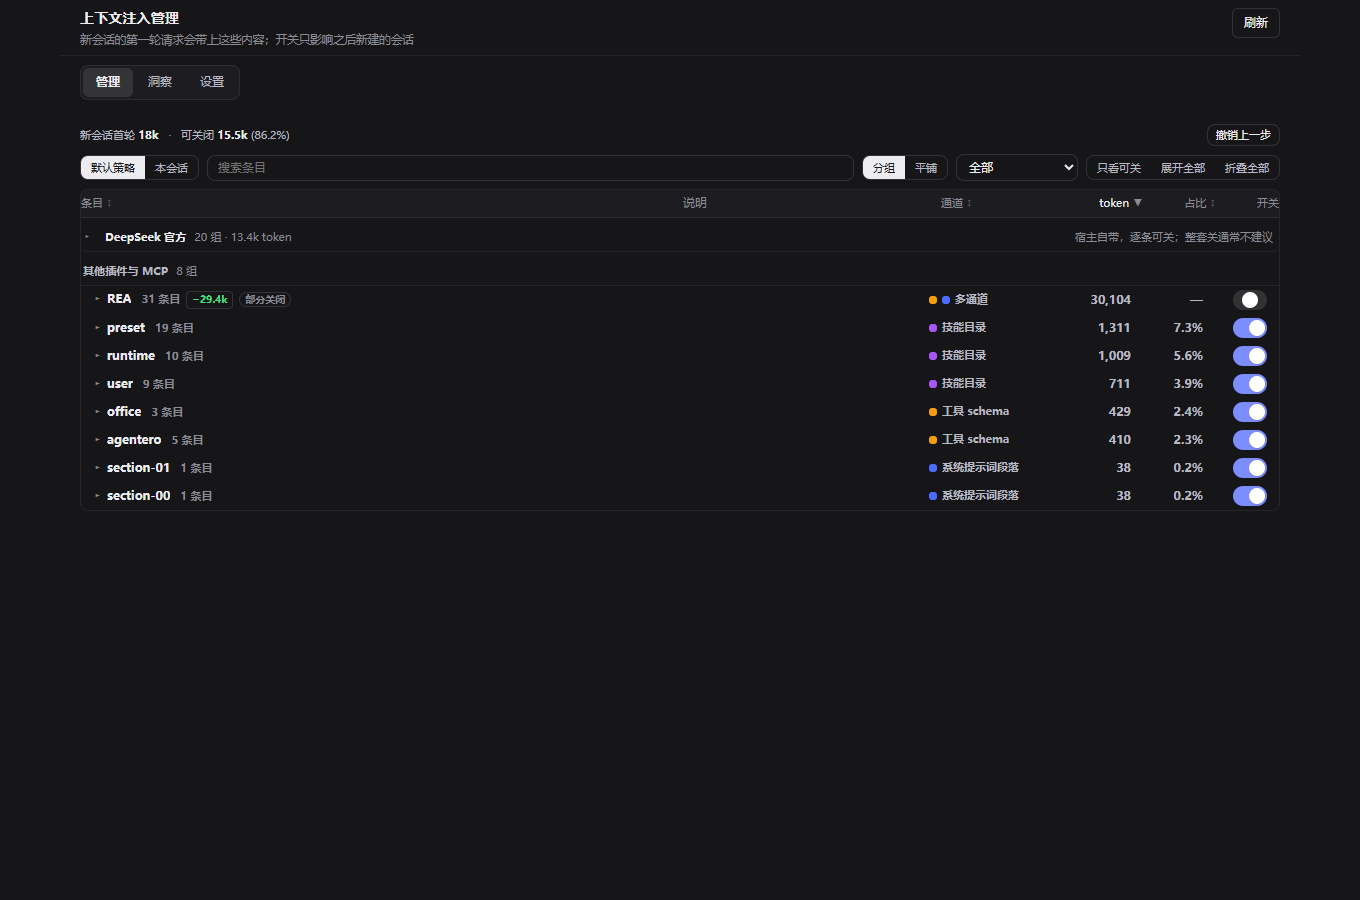 上下文注入管理
新会话的第一轮请求会带上这些内容；开关只影响之后新建的会话
刷新
管理 洞察 设置
新会话首轮 18k · 可关闭 15.5k (86.2%)
撤销上一步
默认策略 本会话 搜索条目 分组 平铺 全部 只看可关 展开全部 折叠全部
条目 ↕ 说明 通道 ↕ token ▼ 占比 ↕ 开关
DeepSeek 官方 20 组 · 13.4k token 宿主自带，逐条可关；整套关通常不建议
其他插件与 MCP 8 组
REA 31 条目 −29.4k 部分关闭 多通道 30,104 —
preset 19 条目 技能目录 1,311 7.3%
runtime 10 条目 技能目录 1,009 5.6%
user 9 条目 技能目录 711 3.9%
office 3 条目 工具 schema 429 2.4%
agentero 5 条目 工具 schema 410 2.3%
section-01 1 条目 系统提示词段落 38 0.2%
section-00 1 条目 系统提示词段落 38 0.2%